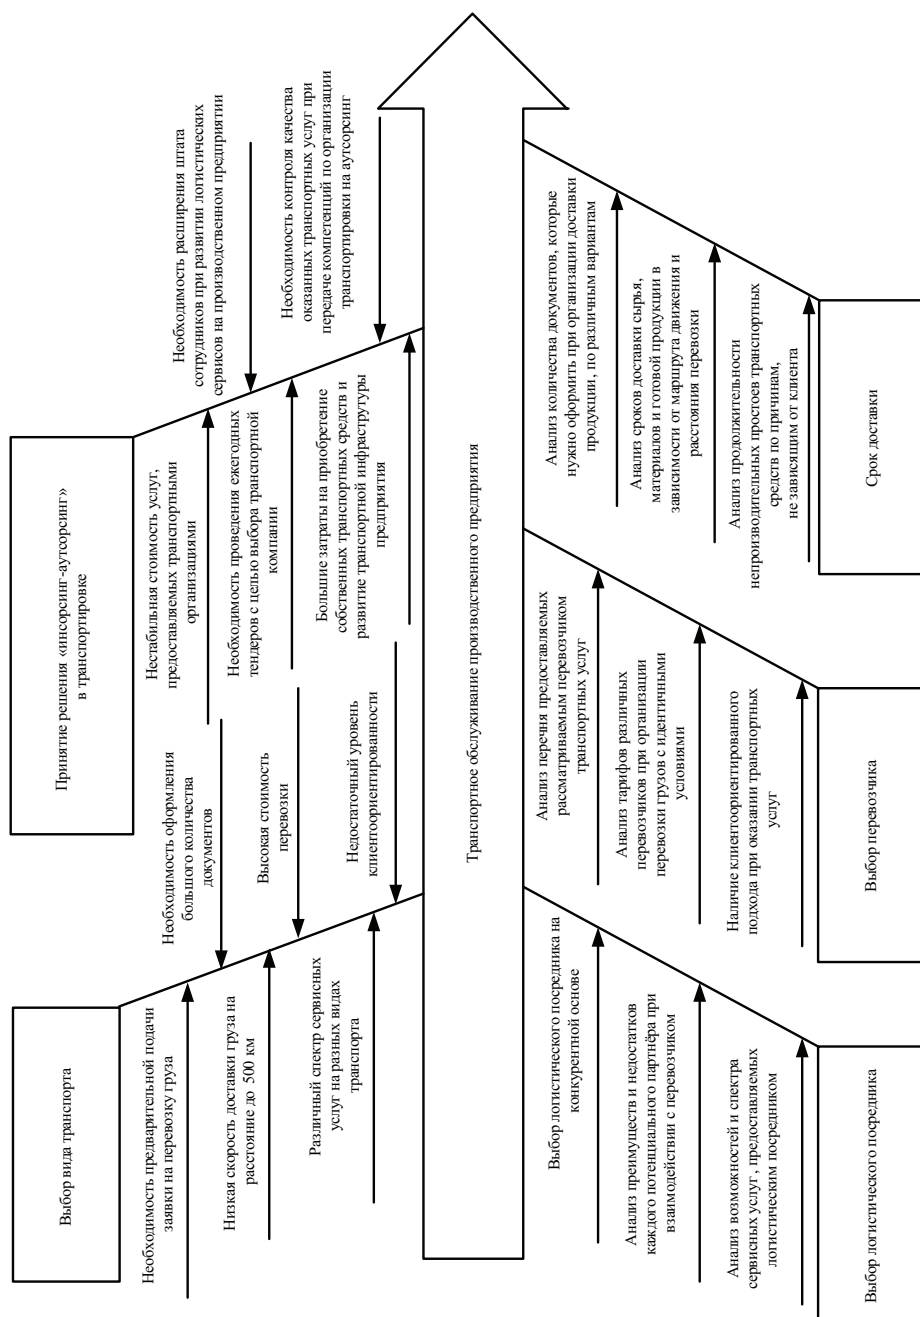 Выбор вида транспорта
Необходимость предварительной подачи
заявки на перевозку груза
Низкая скорость доставки груза на
расстояние до 500 км
Различный спектр сервисных
услуг на разных видах
транспорта
Необходимость оформления
большого количества
документов
Высокая стоимость
перевозки
Недостаточный уровень
клиентоориентированности
Принятие решения «инсорсинг-аутсорсинг»
в транспортировке
Нестабильная стоимость услуг,
предоставляемых транспортными
организациями
Необходимость проведения ежегодных
тендеров с целью выбора транспортной
компании
Большие затраты на приобретение
собственных транспортных средств и
развитие транспортной инфраструтуры
предприятия
Необходимость расширения штата
сотрудников при развитии логистических
сервисов на производственном предприятии
Необходимость контроля качества
оказанных транспортных услуг при
передаче компетенций по организации
транспортировки на аутсорсинг
Транспортное обслуживание производственного предприятия
Выбор логистического посредника на
конкурентной основе
Анализ преимуществ и недостатков
каждого потенциального партнёра при
взаимодействии с перевозчиком
Анализ возможностей и спектра
сервисных услуг , предоставляемых
логистическим посредником
Выбор логистического посредника
Анализ перечня предоставляемых
рассматриваемым перевозчиком
транспортных услуг
Анализ тарифов различных
перевозчиков при организации
перевозки грузов с идентичными
условиями
Наличие клиентоориентированного
подхода при оказании транспортных
услуг
Выбор перевозчика
Анализ количества документов, которые
нужно оформить при организации доставки
продукции, по различным вариантам
Анализ сроков доставки сырья,
материалов и готовой продукции в
зависимости от маршрута движения и
расстояния перевозки
Анализ продолжительности
непроизводительных простоев транспортных
средств по причинам,
не зависящим от клиента
Срок доставки